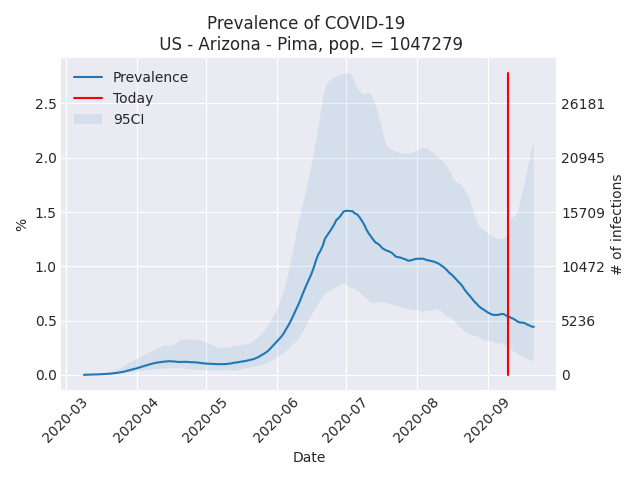 Prevalence of COVID-19
US - Arizona - Pima, pop. = 1047279
Prevalence
Today
95CI
2.5
2.0
1.5
1.0
0.5
0.0
%
26181
20945
15709
10472
5236
0
# of infections
2020-03
2020-04
2020-05
2020-06
2020-07
2020-08
2020-09
Date